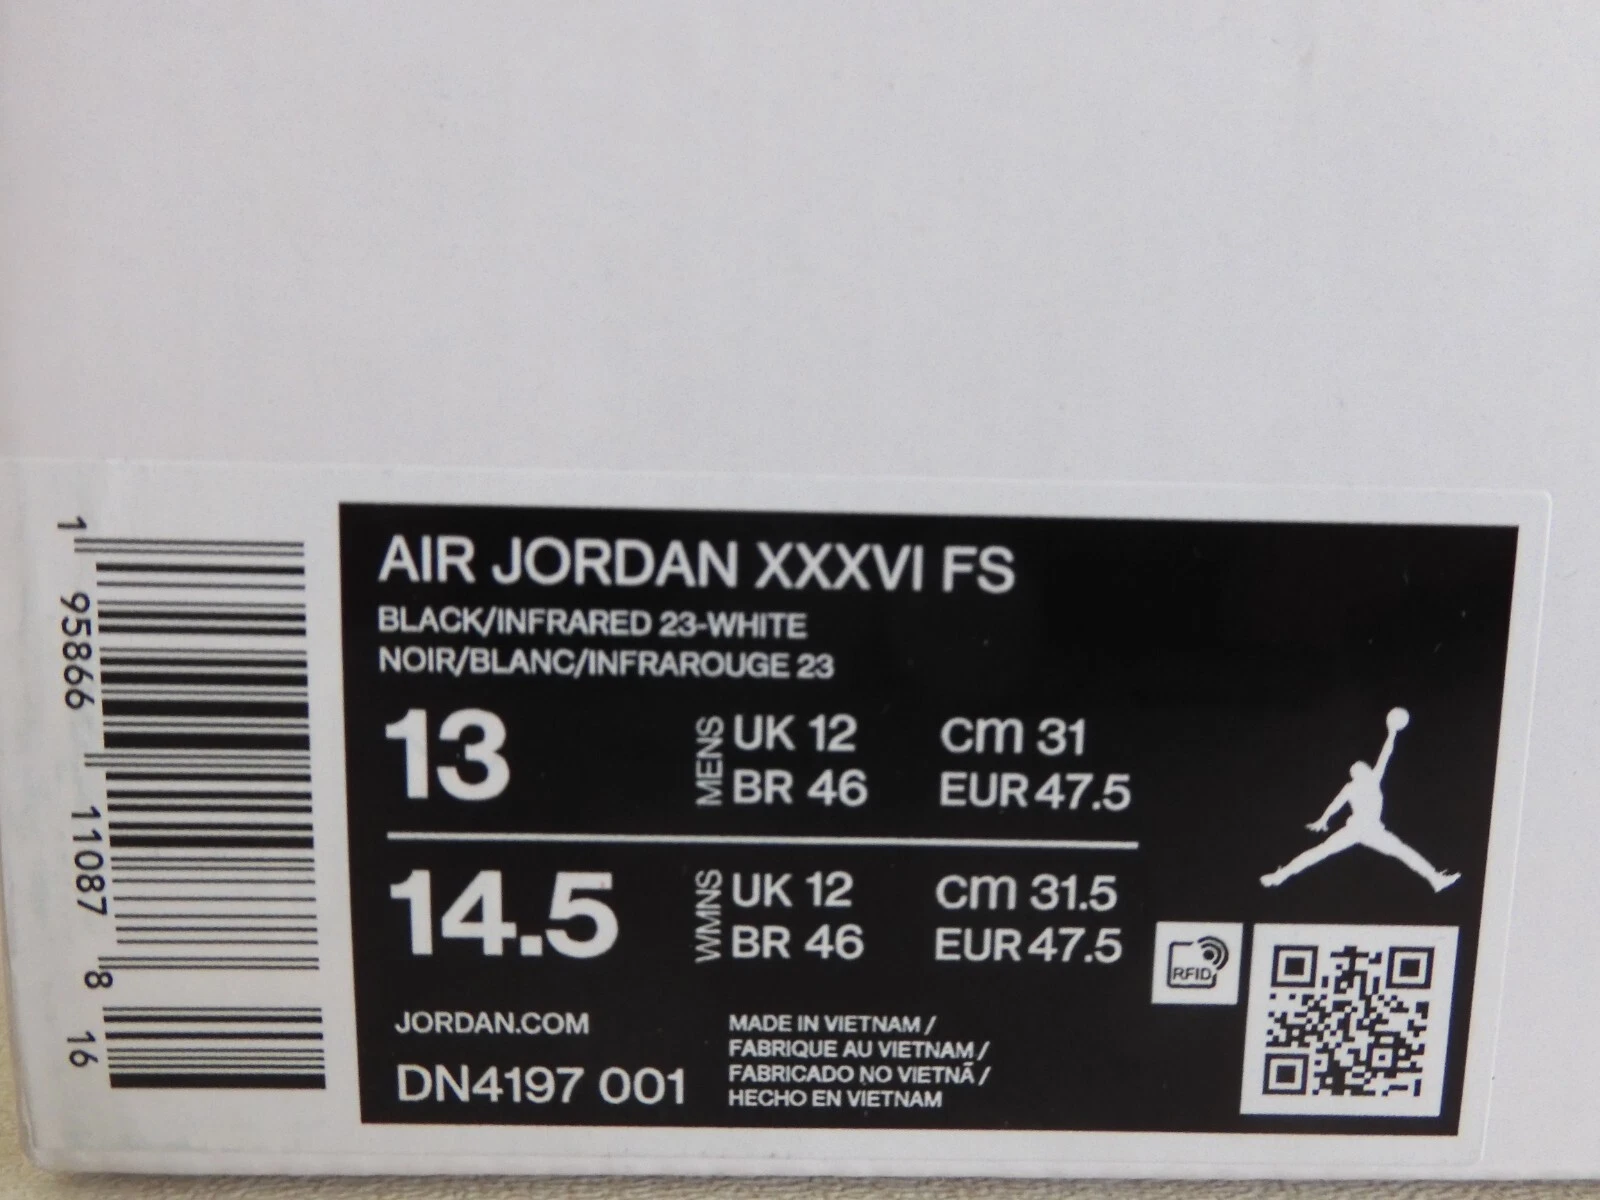 AIR JORDAN XXXVI FS
BLACK/INFRARED 23-WHITE
NOIR/BLANC/INFRAROUGE 23
13 MENS UK 12 cm 31
BR 46 EUR 47.5
14.5 WMNS UK 12 cm 31.5
BR 46 EUR 47.5
RFID
JORDAN.COM
DN4197 001
MADE IN VIETNAM /
FABRIQUE AU VIETNAM /
FABRICADO NO VIETNÃ /
HECHO EN VIETNAM
1 95866 11087 8 16